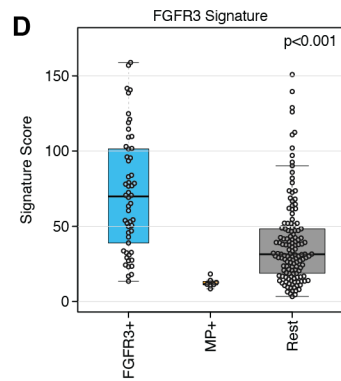 D
FGFR3 Signature
p<0.001
Signature Score
150
100
50
0
FGFR3+
MP+
Rest